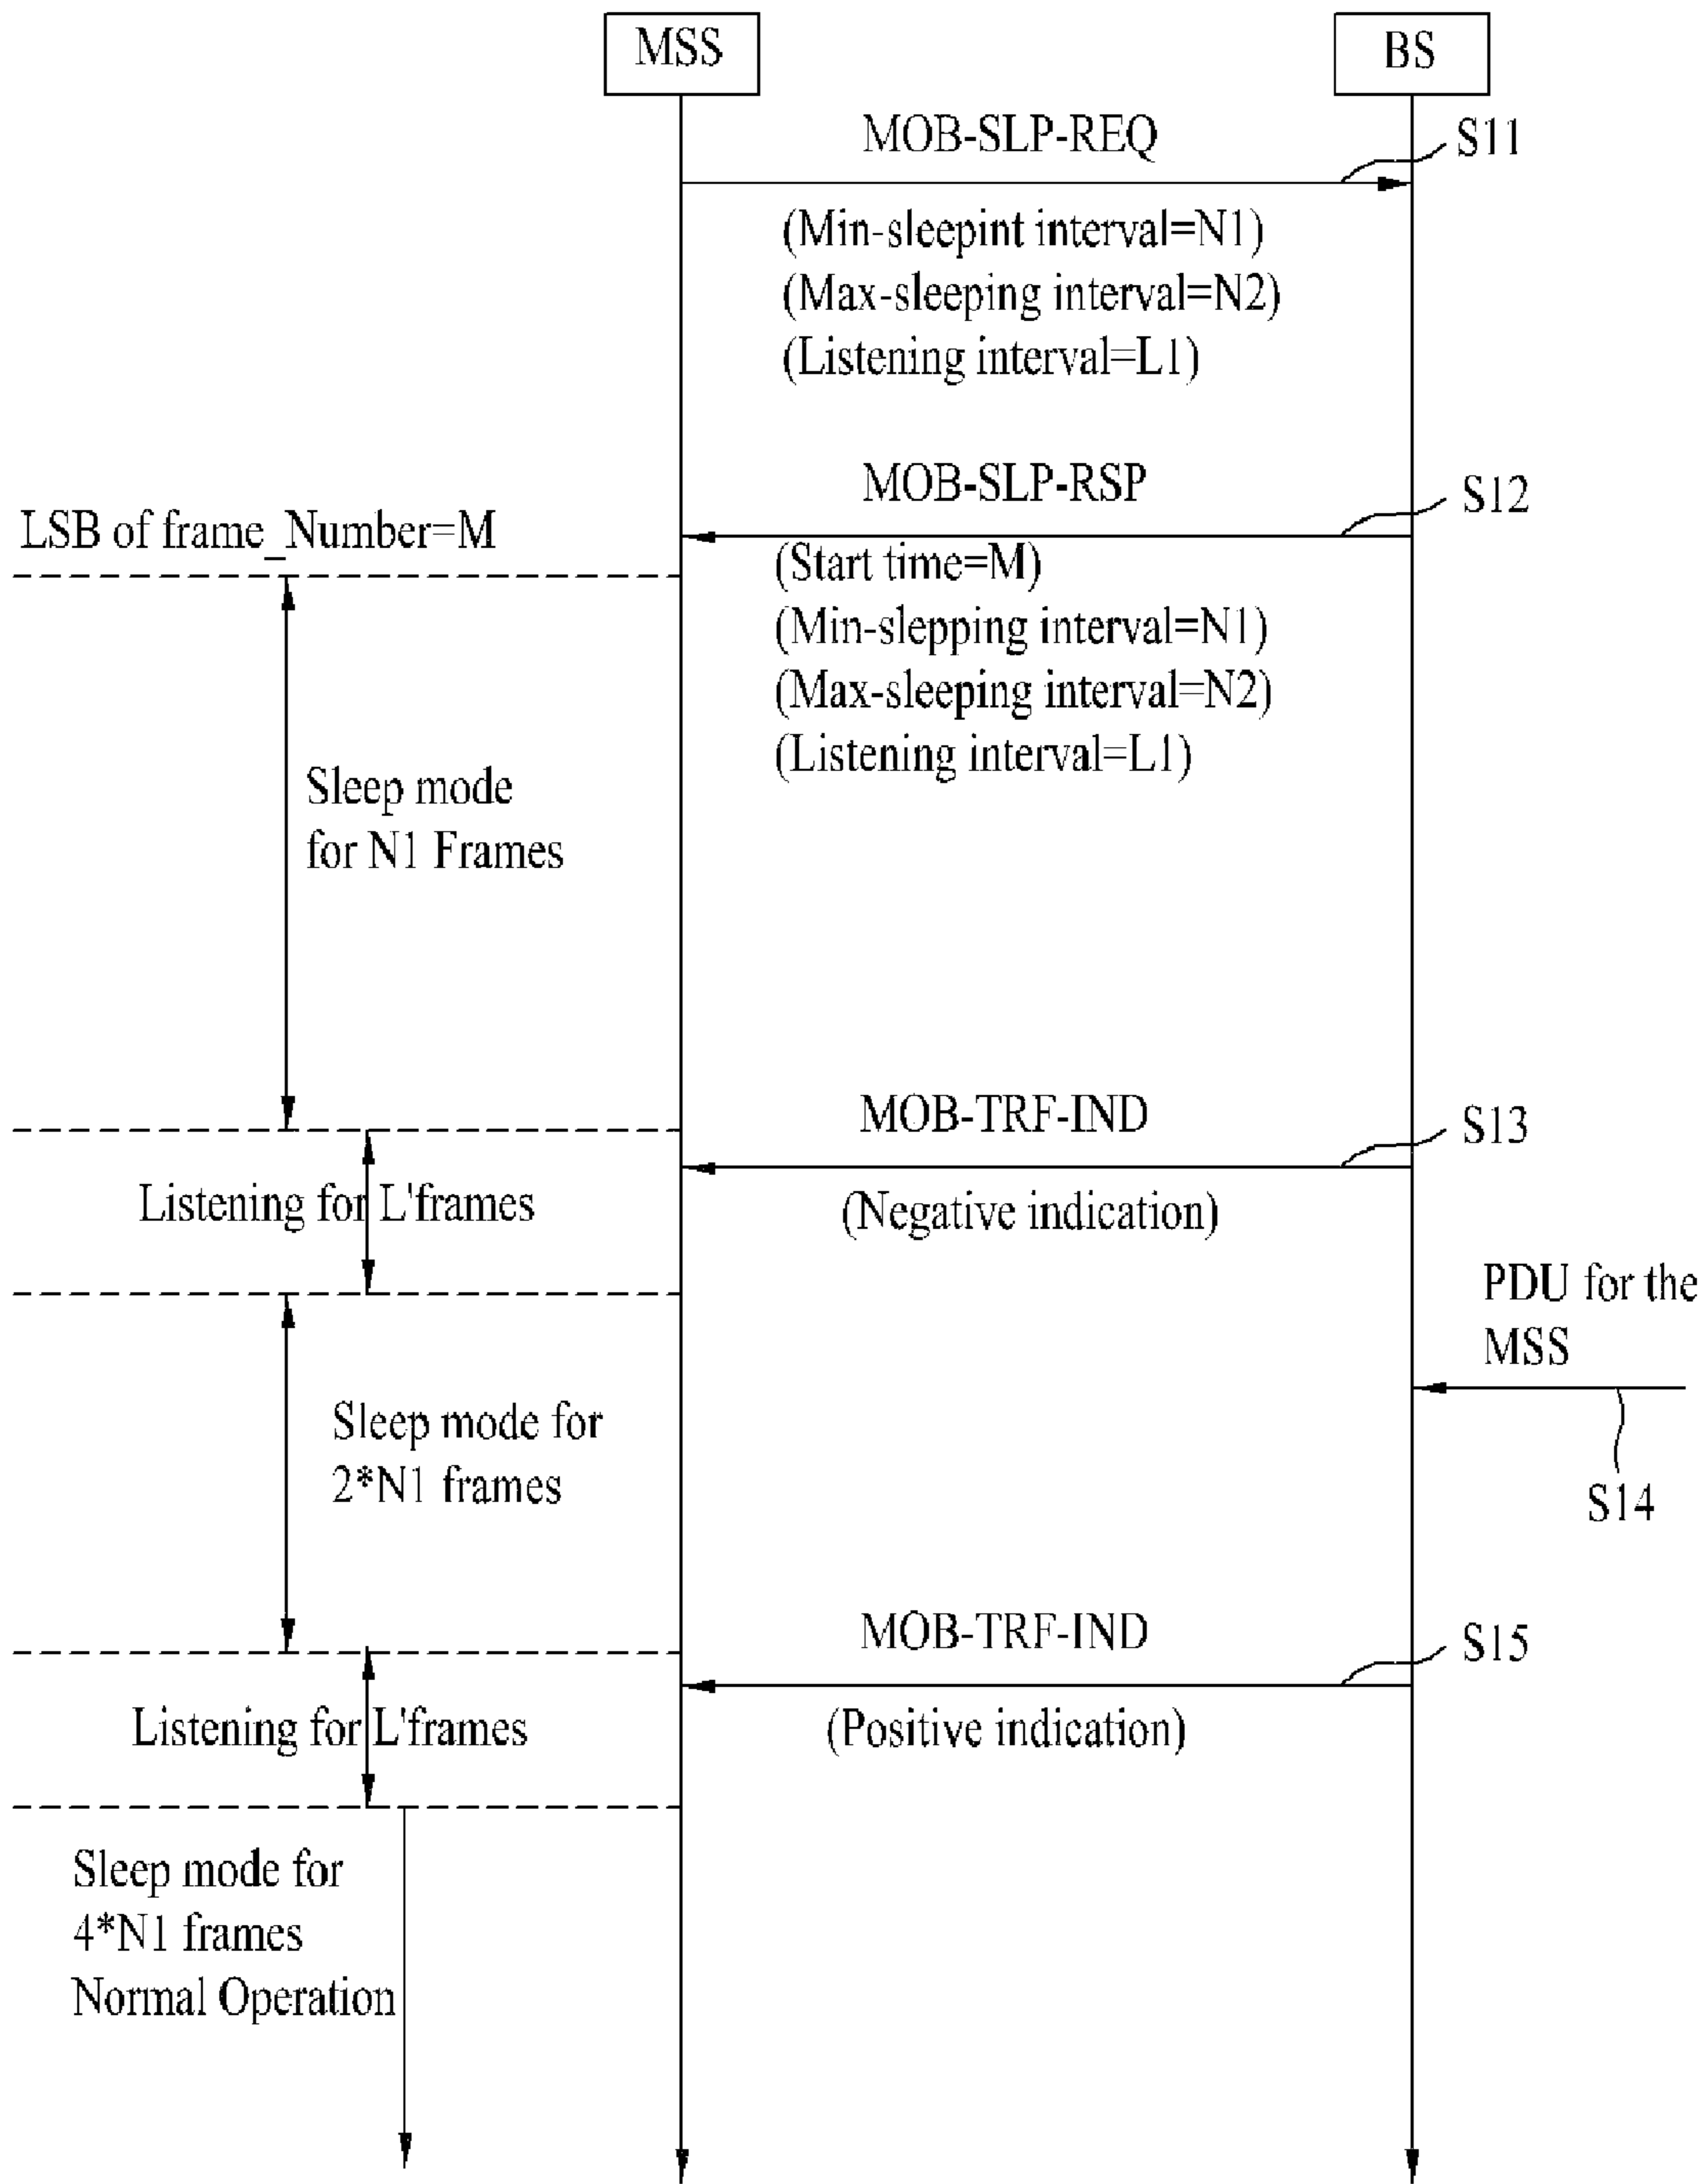 MSS
BS
MOB-SLP-REQ
S11
(Min-sleepint interval=N1)
(Max-sleeping interval=N2)
(Listening interval=L1)
MOB-SLP-RSP
S12
LSB of frame_Number=M
(Start time=M)
(Min-slepping interval=N1)
(Max-sleeping interval=N2)
(Listening interval=L1)
Sleep mode
for N1 Frames
MOB-TRF-IND
S13
Listening for L'frames
(Negative indication)
PDU for the
MSS
Sleep mode for
2*N1 frames
S14
MOB-TRF-IND
S15
Listening for L'frames
(Positive indication)
Sleep mode for
4*N1 frames
Normal Operation